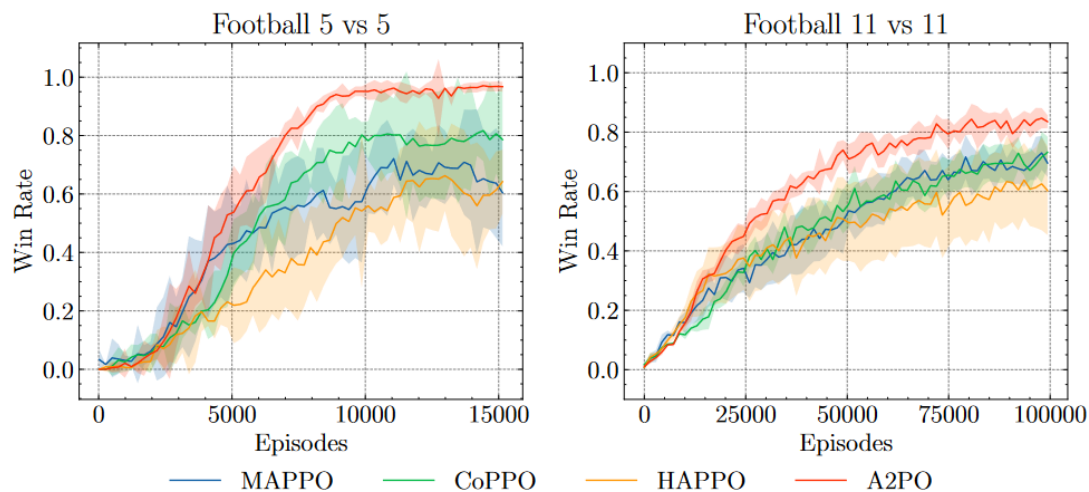 Football 5 vs 5
Football 11 vs 11
Win Rate
1.0
0.8
0.6
0.4
0.2
0.0
0
5000
10000
15000
Episodes
Win Rate
1.0
0.8
0.6
0.4
0.2
0.0
0
25000
50000
75000
100000
Episodes
MAPPO
CoPPO
HAPPO
A2PO